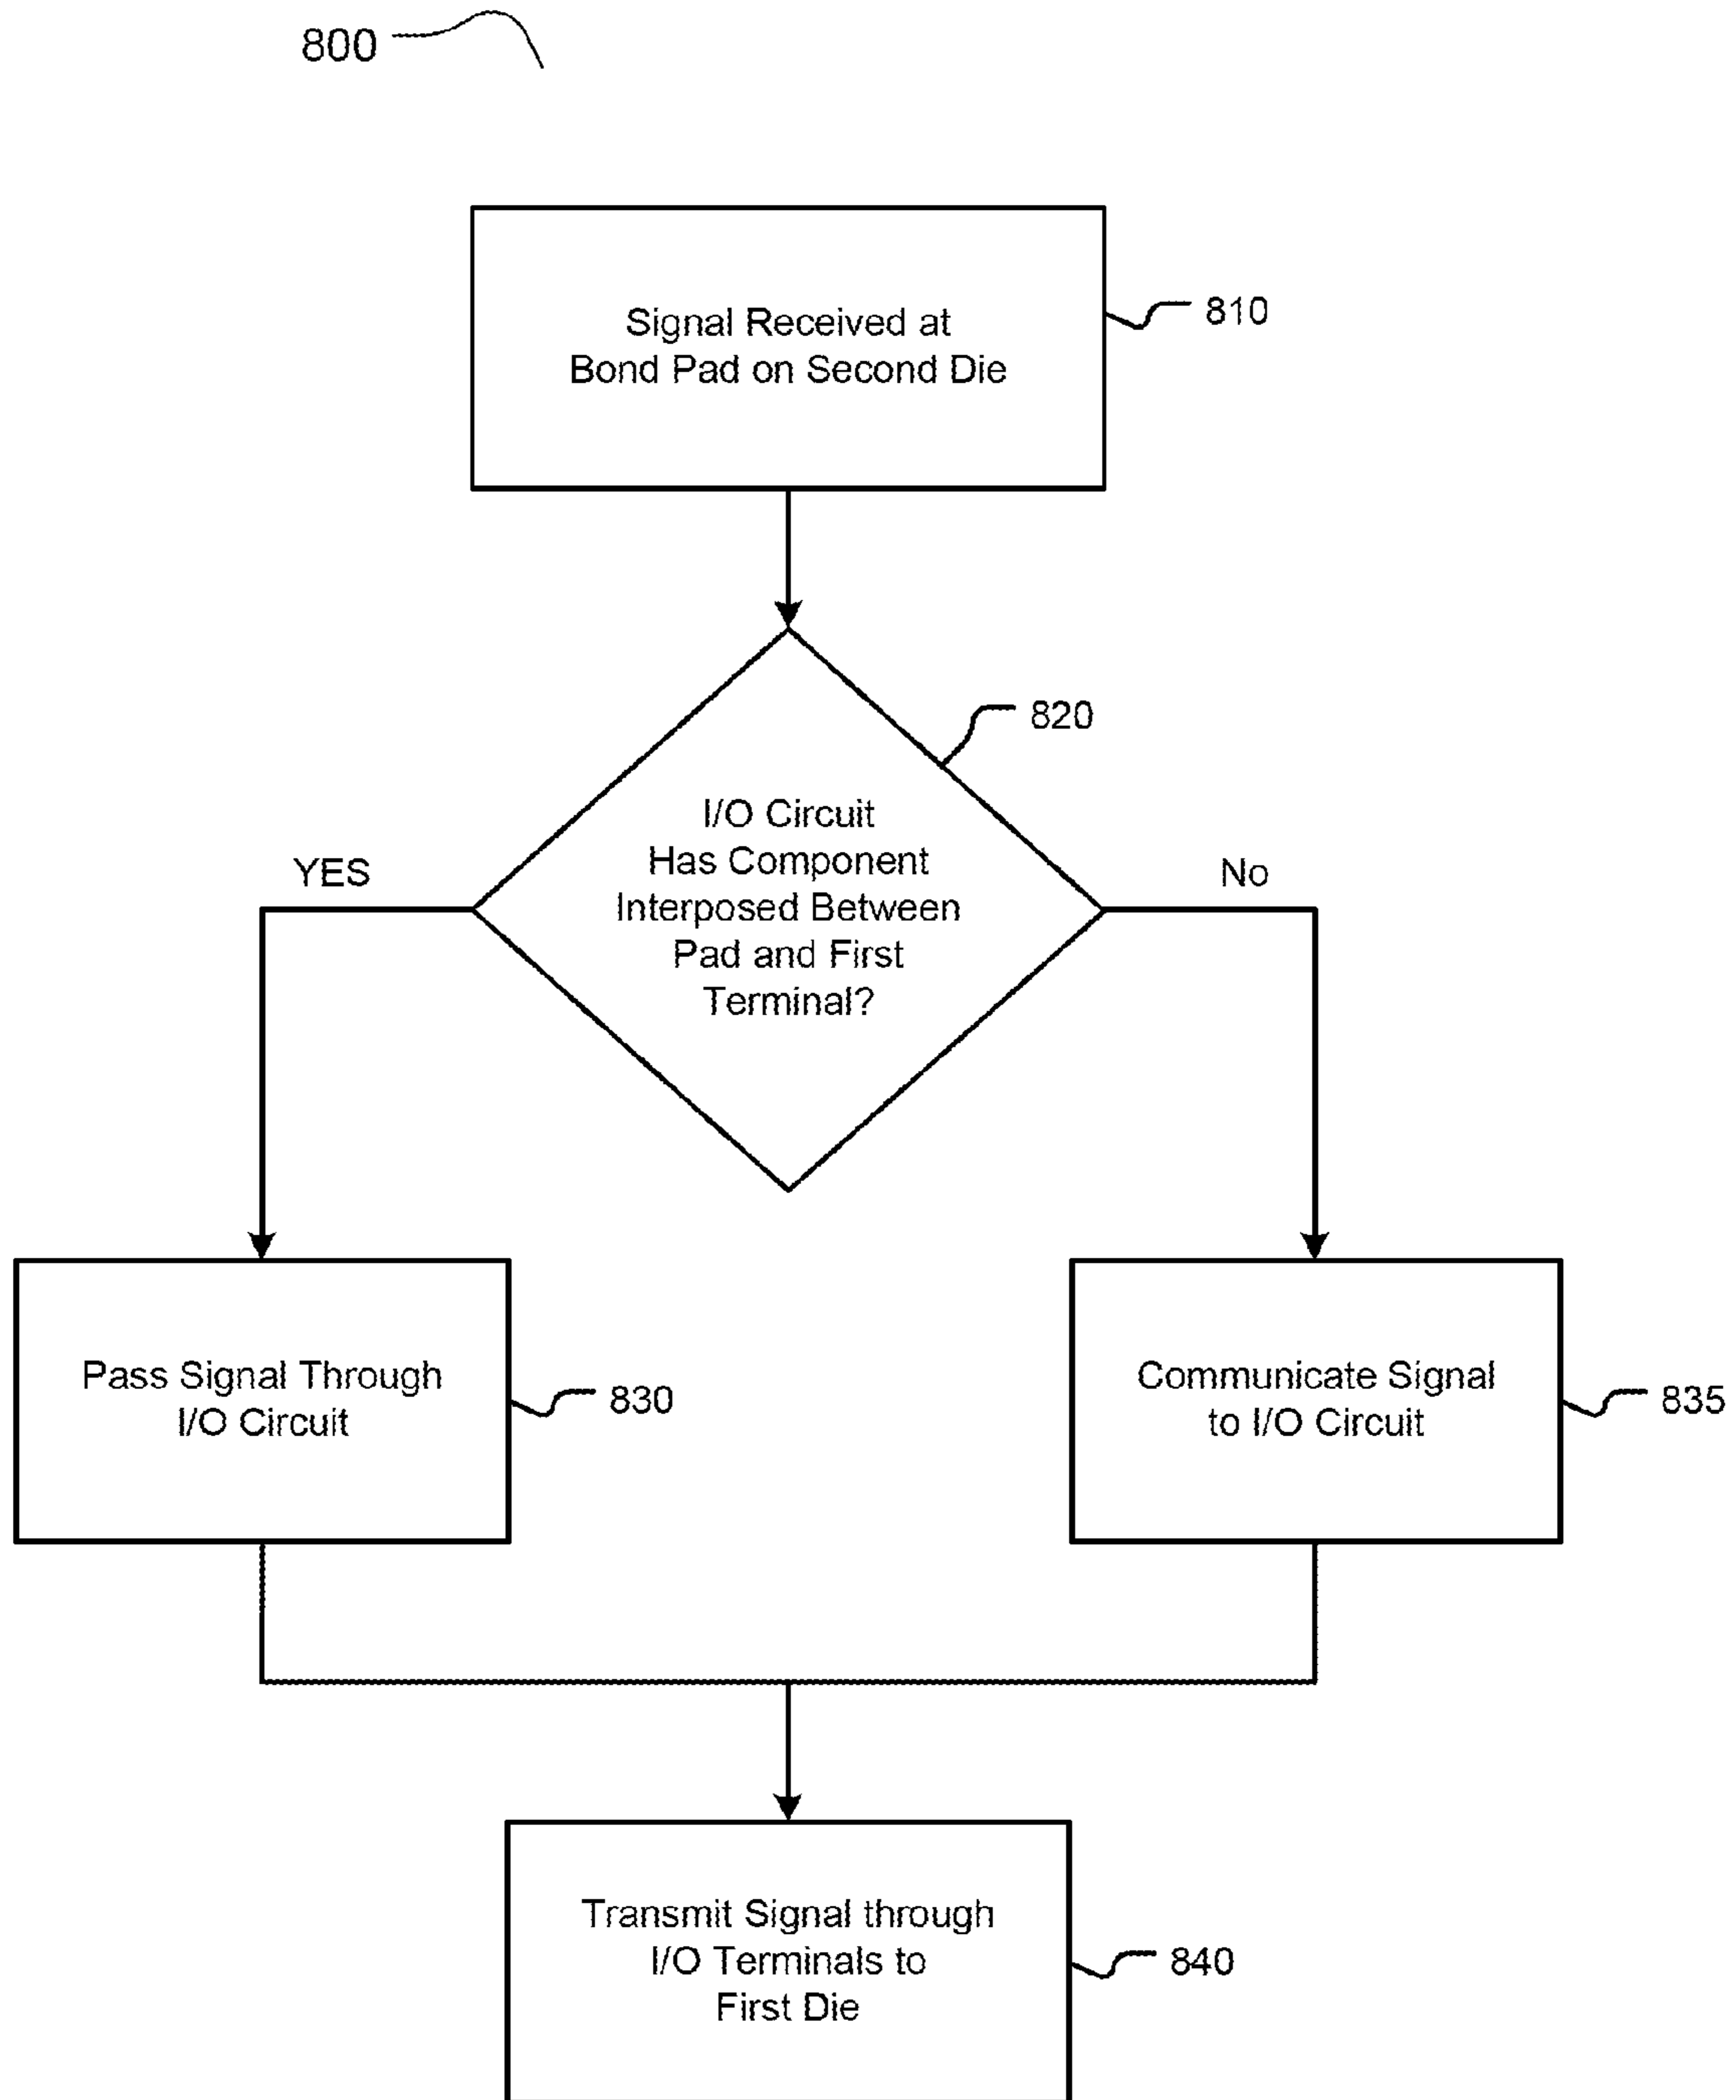 800
Signal Received at
Bond Pad on Second Die
810
820
I/O Circuit
Has Component
Interposed Between
Pad and First
Terminal?
YES
No
Pass Signal Through
I/O Circuit
830
Communicate Signal
to I/O Circuit
835
Transmit Signal through
I/O Terminals to
First Die
840